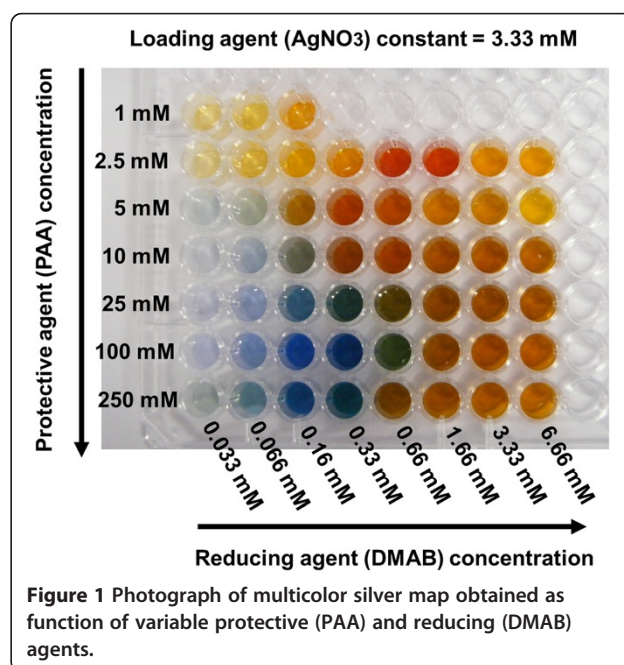 Loading agent (AgNO3) constant = 3.33 mM
Protective agent (PAA) concentration
1 mM
2.5 mM
5 mM
10 mM
25 mM
100 mM
250 mM
0.033 mM
0.066 mM
0.16 mM
0.33 mM
0.66 mM
1.66 mM
3.33 mM
6.66 mM
Reducing agent (DMAB) concentration
Figure 1 Photograph of multicolor silver map obtained as
function of variable protective (PAA) and reducing (DMAB)
agents.